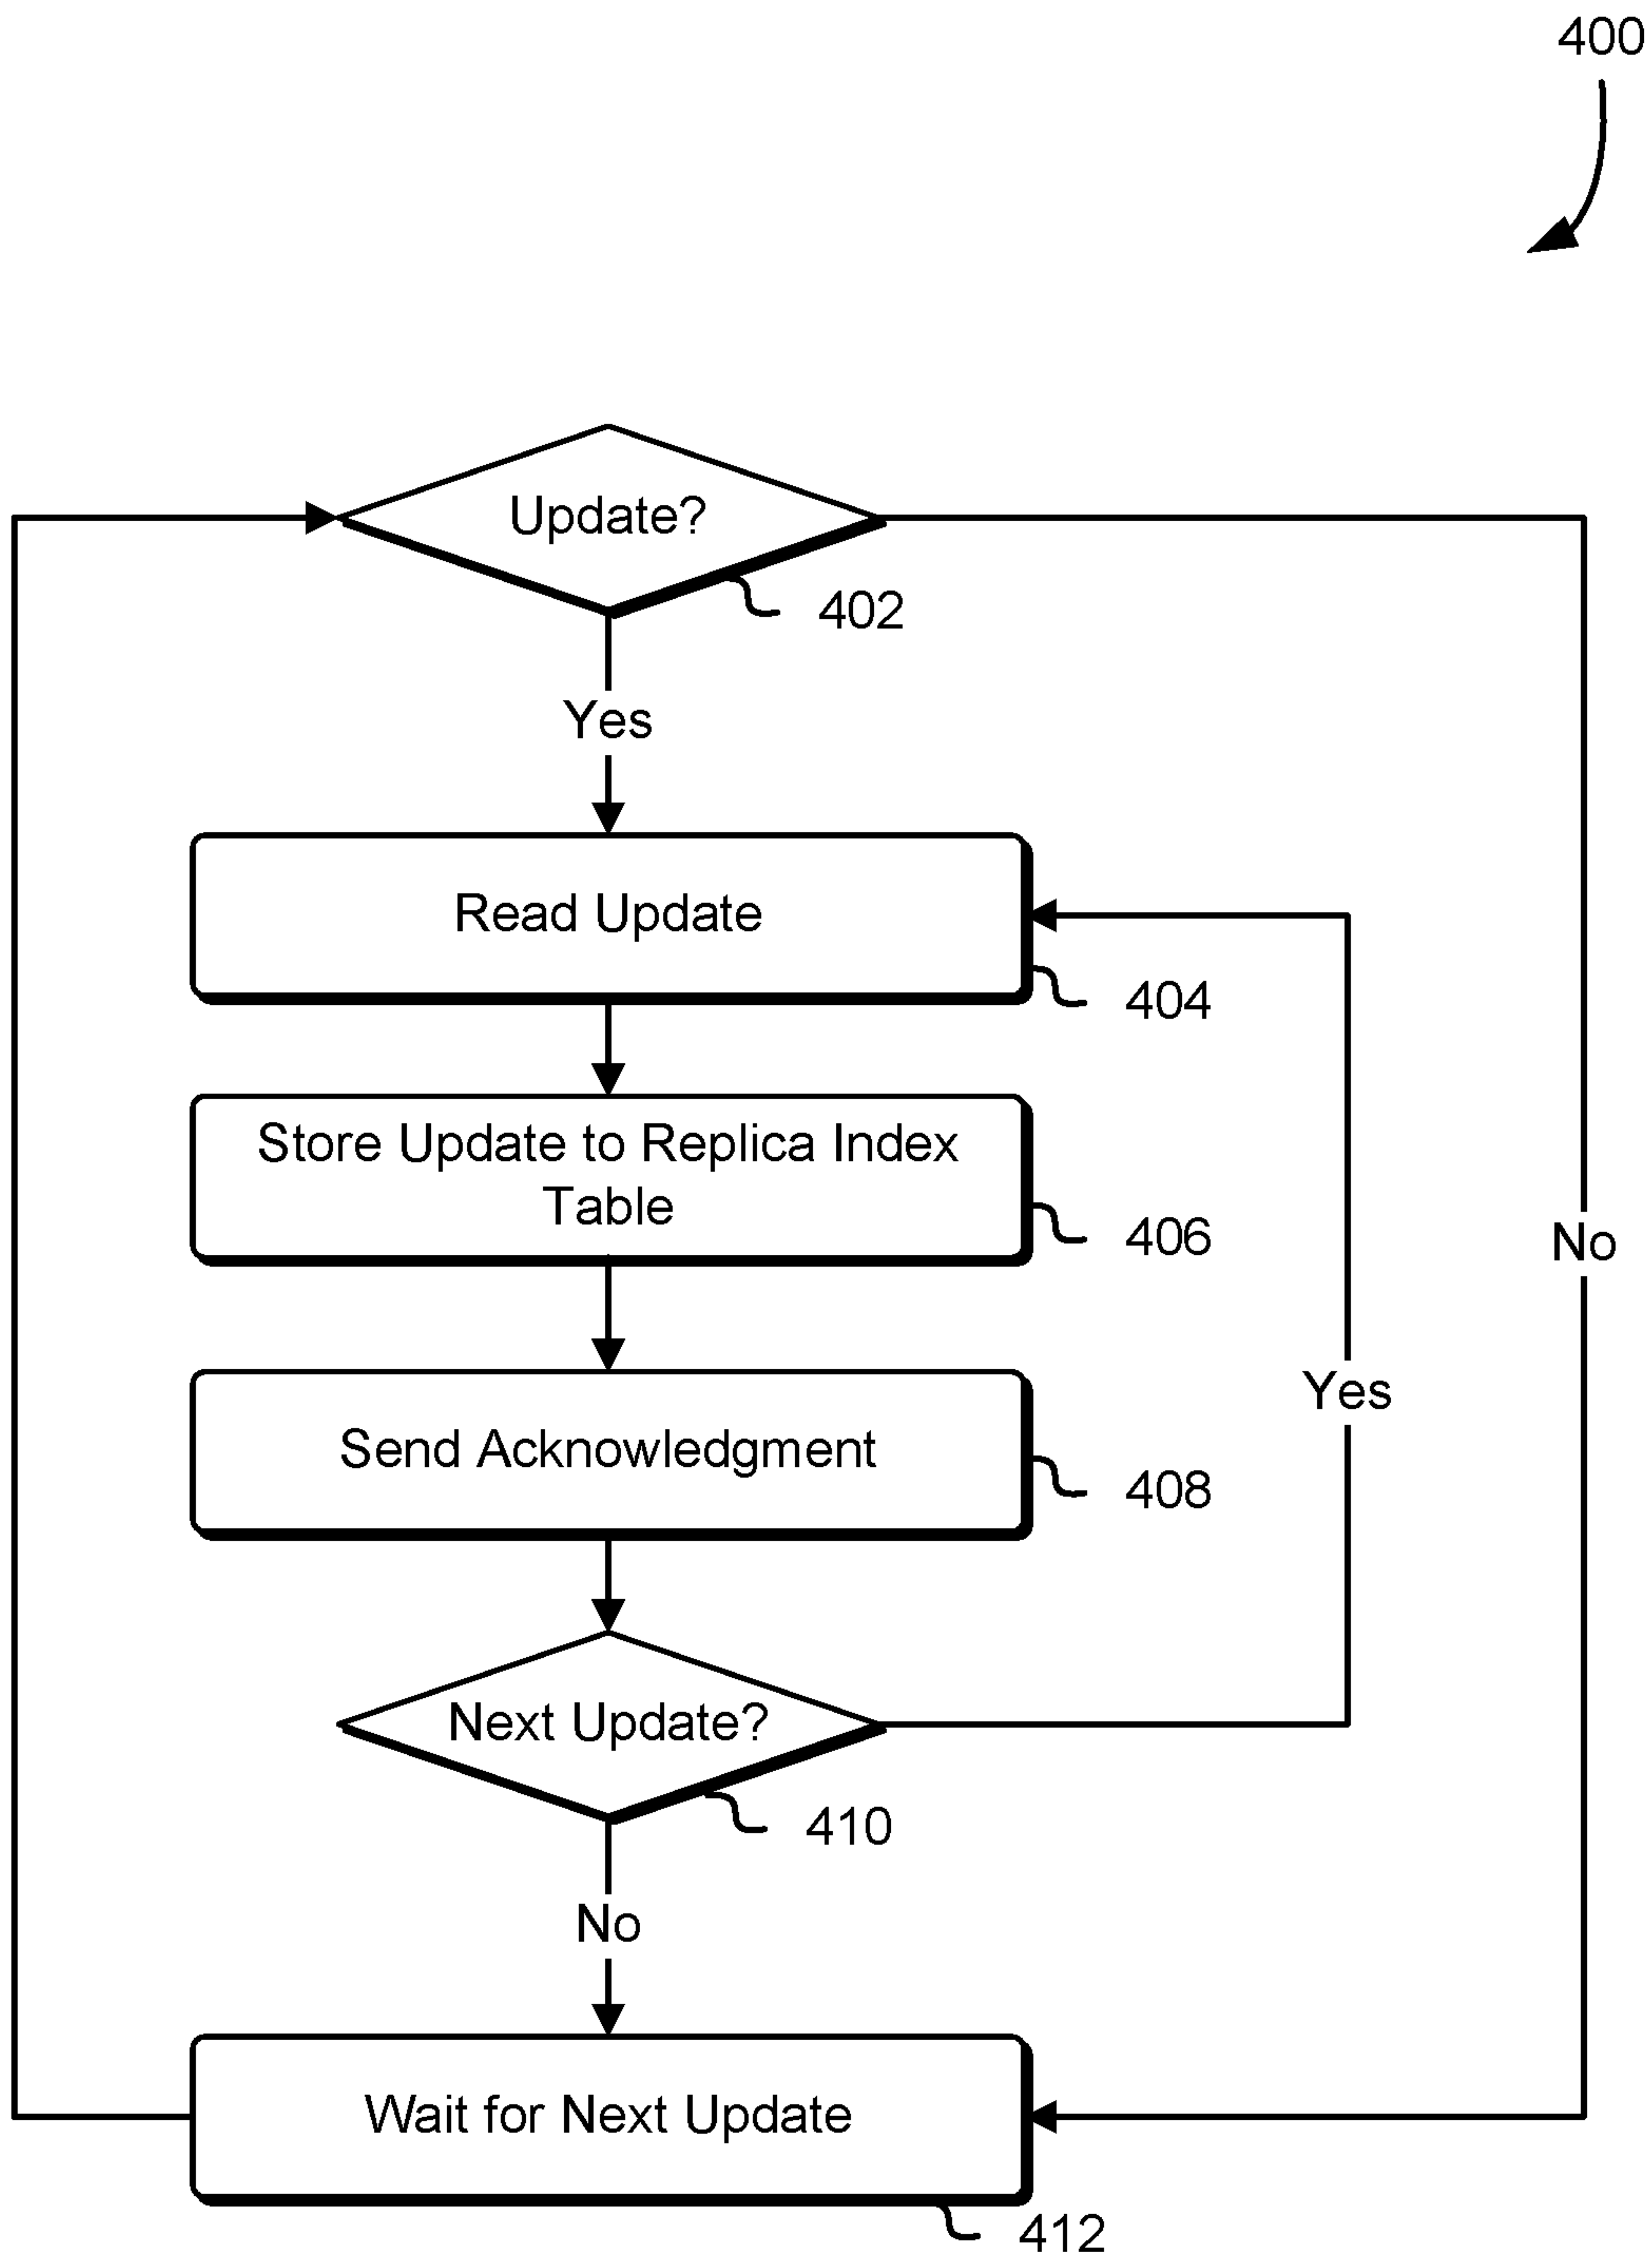 400
Update?
402
Yes
Read Update
404
Store Update to Replica Index
Table
406
No
Yes
Send Acknowledgment
408
Next Update?
410
No
Wait for Next Update
412